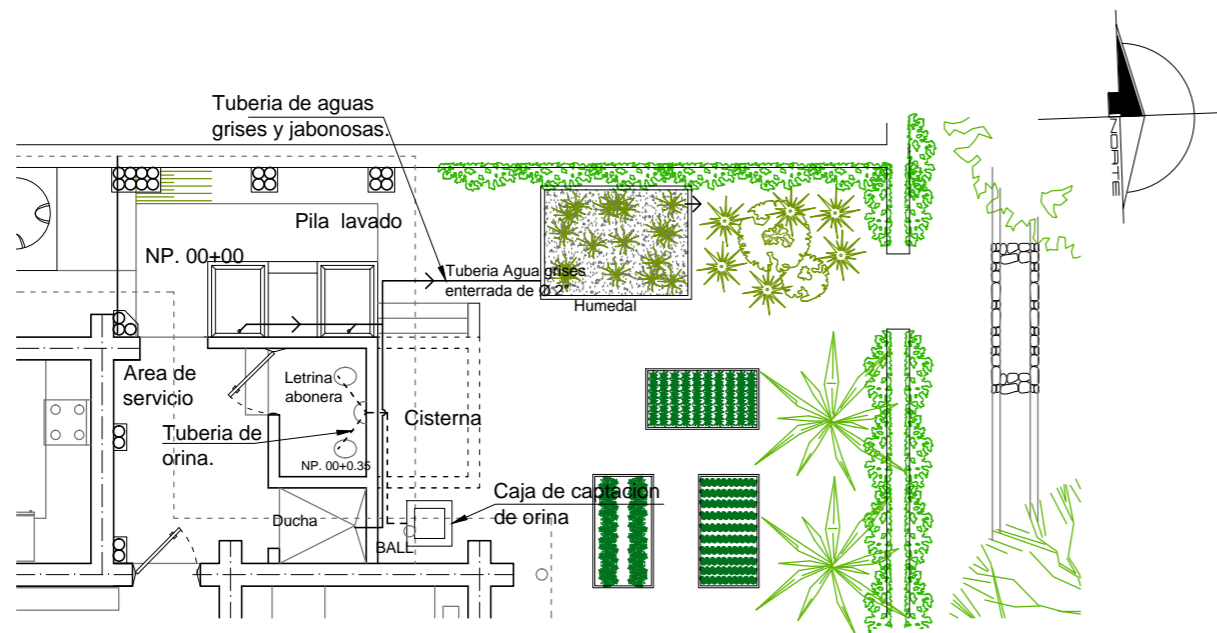 Tuberia de aguas
grises y jabonosas.
NORTE
Pila lavado
NP. 00+00
Tuberia Agua grises
enterrada de Ø 2"
Humedal
Area de
servicio
Letrina
abonera
Cisterna
Tuberia de
orina.
NP. 00+0.35
Caja de captación
de orina
Ducha
BALL